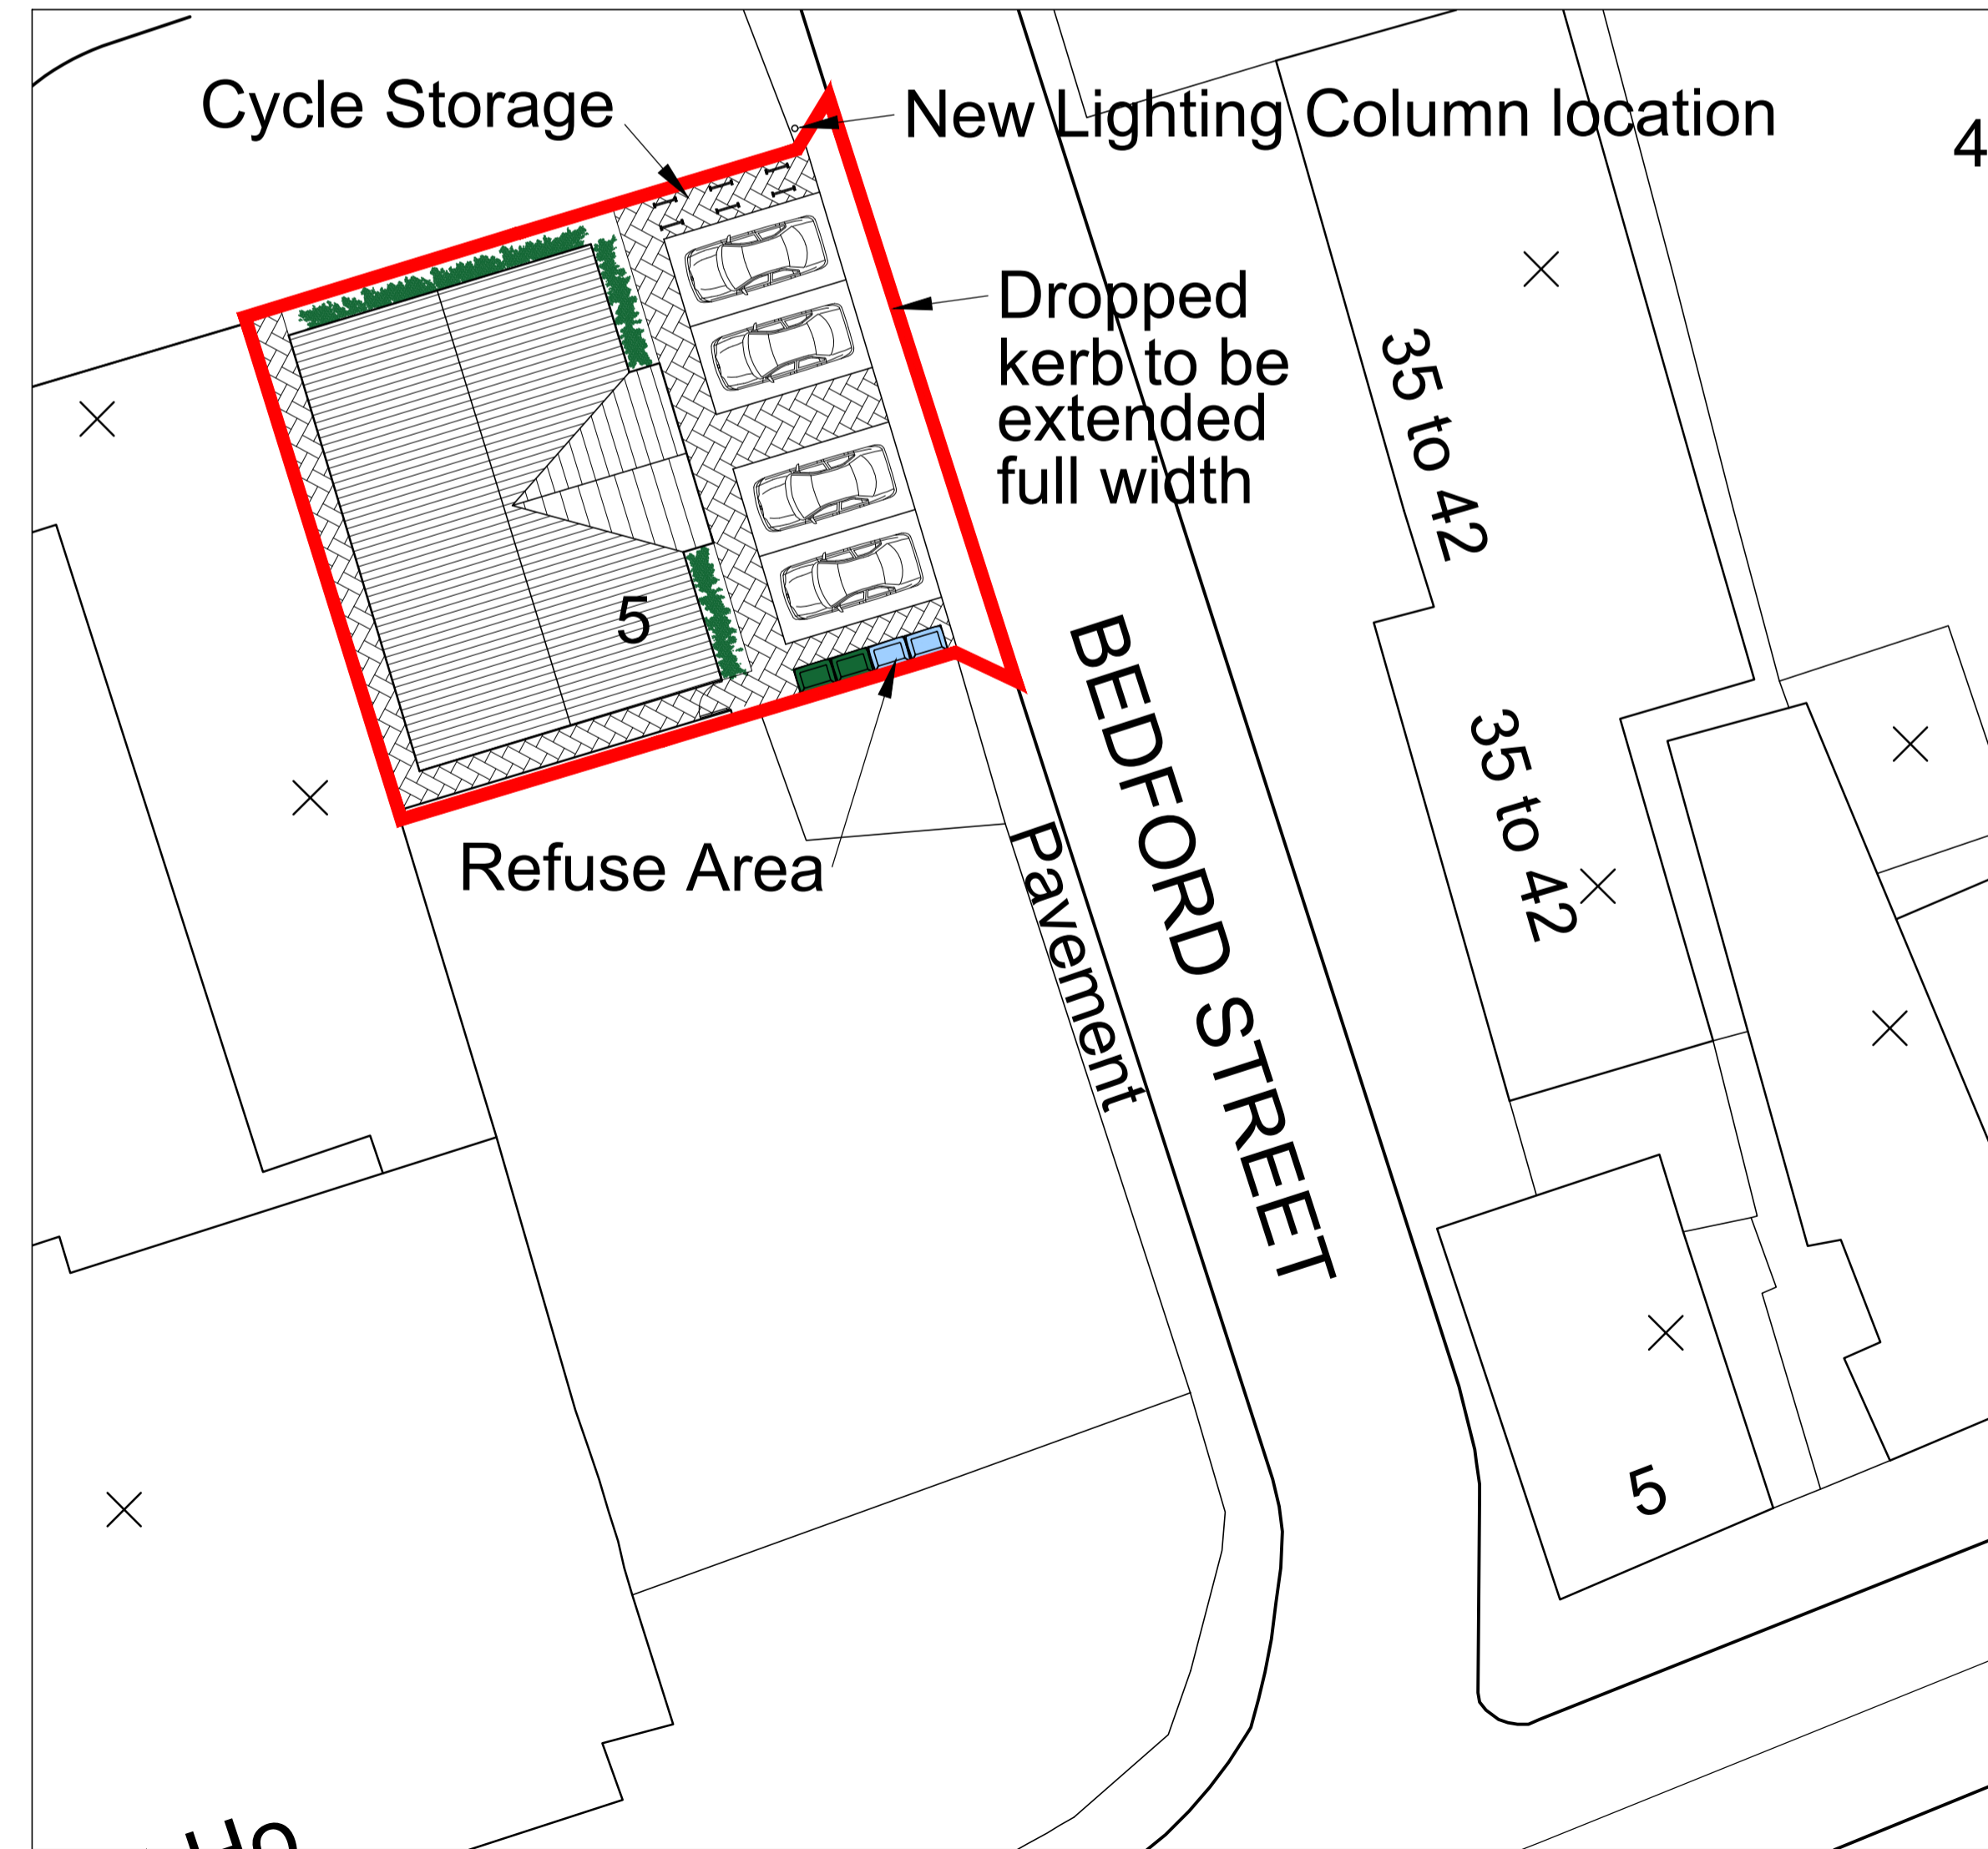 Cycle Storage
New Lighting Column location
4
Dropped
kerb to be
extended
full width
35 to 42
5
BEDFORD STREET
35 to 42
Refuse Area
Pavement
5
Ho